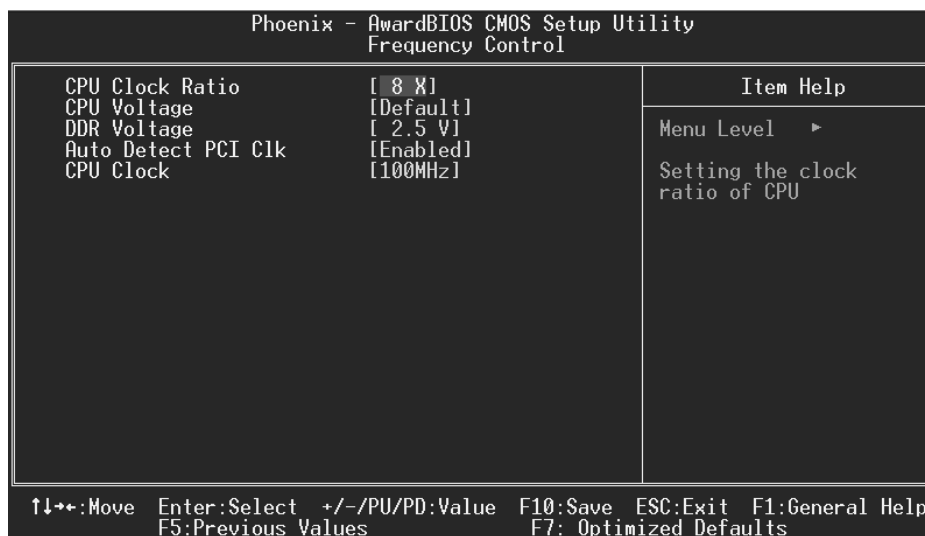 Phoenix - AwardBIOS CMOS Setup Utility
Frequency Control
CPU Clock Ratio [ 8 X]
CPU Voltage [Default]
DDR Voltage [ 2.5 V]
Auto Detect PCI Clk [Enabled]
CPU Clock [100MHz]
Item Help
Menu Level ►
Setting the clock
ratio of CPU
↑↓→←:Move Enter:Select +/-/PU/PD:Value F10:Save ESC:Exit F1:General Help
F5:Previous Values F7: Optimized Defaults